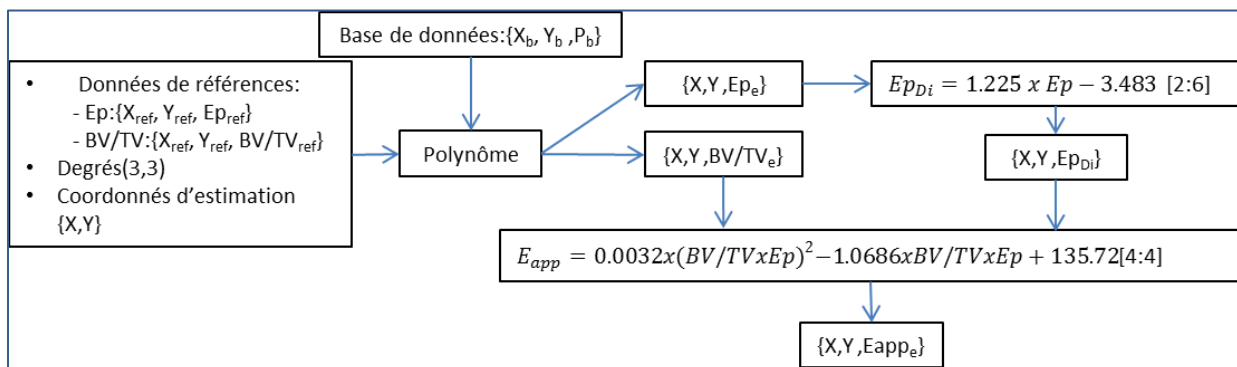 Base de données:{Xb, Yb ,Pb}
• Données de références:
- Ep:{Xref, Yref, Epref}
- BV/TV:{Xref, Yref, BV/TVref}
• Degrés(3,3)
• Coordonnés d'estimation
{X,Y}
Polynôme
{X,Y ,Epe}
{X,Y,BV/TVe}
EpDi = 1.225 x Ep − 3.483 [2:6]
{X,Y,EpDi}
Eapp = 0.0032x(BV/TVxEp)²−1.0686xBV/TVxEp + 135.72[4:4]
{X,Y ,Eappe}